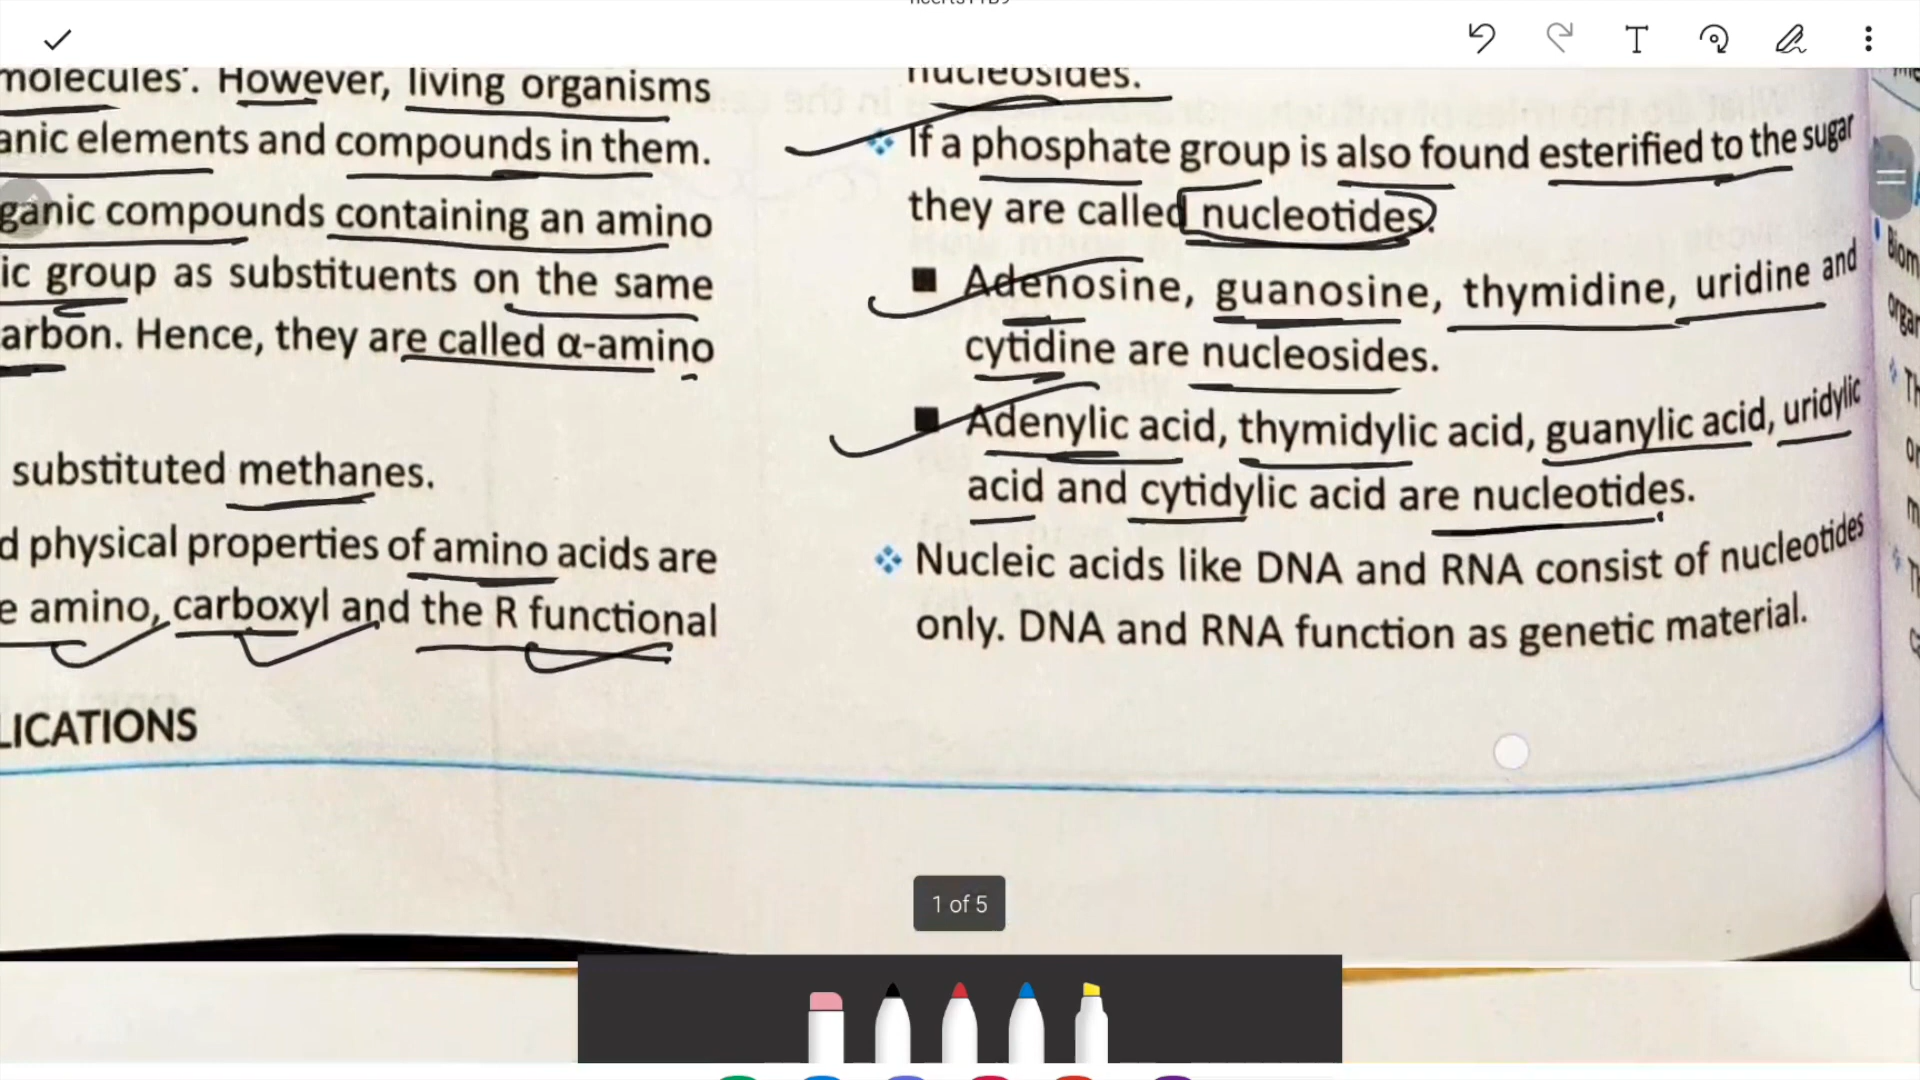 molecules'. However, living organisms
anic elements and compounds in them.
ganic compounds containing an amino
ic group as substituents on the same
arbon. Hence, they are called α-amino
substituted methanes.
d physical properties of amino acids are
e amino, carboxyl and the R functional
LICATIONS
nucleosides.
If a phosphate group is also found esterified to the sugar
they are called nucleotides.
Adenosine, guanosine, thymidine, uridine and
cytidine are nucleosides.
Adenylic acid, thymidylic acid, guanylic acid, uridylic
acid and cytidylic acid are nucleotides.
Nucleic acids like DNA and RNA consist of nucleotides
only. DNA and RNA function as genetic material.
Biom
organ
1 of 5